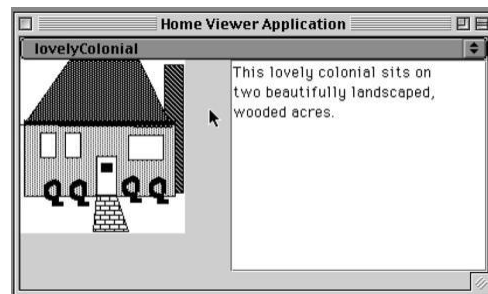 Home Viewer Application
lovelyColonial
This lovely colonial sits on
two beautifully landscaped,
wooded acres.